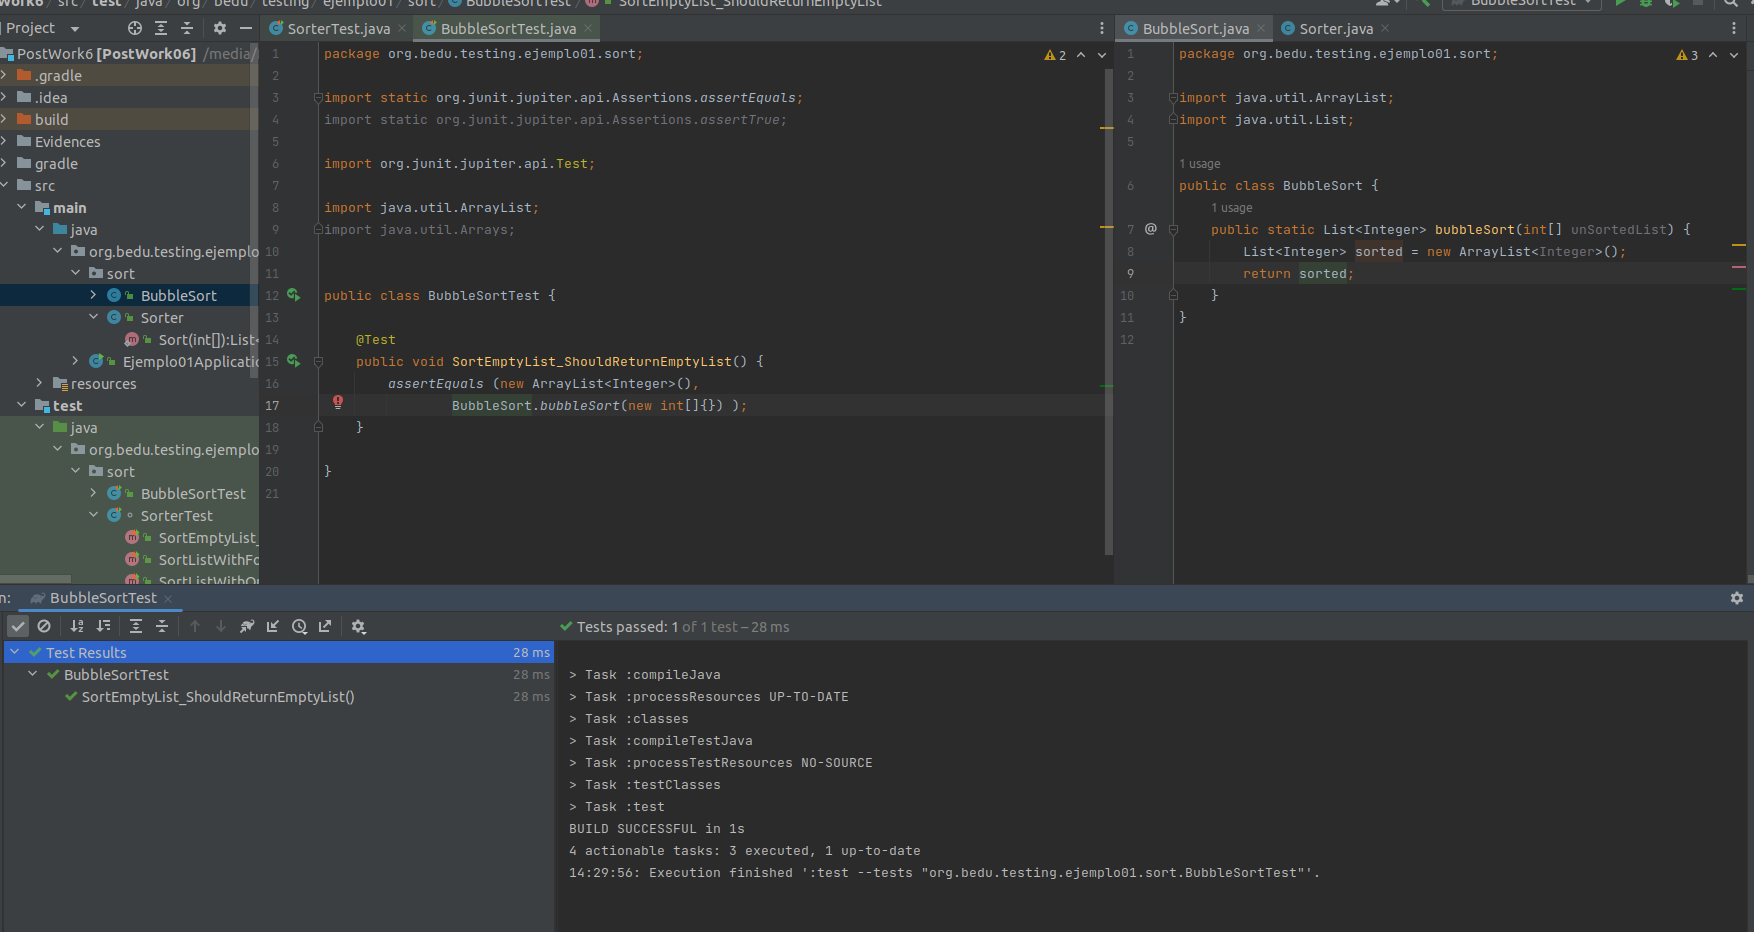 work6 / src / test / java / org / bedu / testing / ejemplo01 / sort / BubbleSortTest / SortEmptyList_ShouldReturnEmptyList
BubbleSortTest
Project
SorterTest.java
BubbleSortTest.java
BubbleSort.java
Sorter.java
PostWork6 [PostWork06] /media/
.gradle
.idea
build
Evidences
gradle
src
main
java
org.bedu.testing.ejemplo
sort
BubbleSort
Sorter
Sort(int[]):List<
Ejemplo01Applicatio
resources
test
java
org.bedu.testing.ejemplo
sort
BubbleSortTest
SorterTest
SortEmptyList_
SortListWithFo
SortListWithOn
2
1 package org.bedu.testing.ejemplo01.sort;
2
3 import static org.junit.jupiter.api.Assertions.assertEquals;
4 import static org.junit.jupiter.api.Assertions.assertTrue;
5
6 import org.junit.jupiter.api.Test;
7
8 import java.util.ArrayList;
9 import java.util.Arrays;
10
11
12 public class BubbleSortTest {
13
14 @Test
15 public void SortEmptyList_ShouldReturnEmptyList() {
16 assertEquals (new ArrayList<Integer>(),
17 BubbleSort.bubbleSort(new int[]{}) );
18 }
19
20 }
21
3
1 package org.bedu.testing.ejemplo01.sort;
2
3 import java.util.ArrayList;
4 import java.util.List;
5
1 usage
6 public class BubbleSort {
1 usage
7 @ public static List<Integer> bubbleSort(int[] unSortedList) {
8 List<Integer> sorted = new ArrayList<Integer>();
9 return sorted;
10 }
11 }
12
n: BubbleSortTest
Tests passed: 1 of 1 test – 28 ms
Test Results 28 ms
BubbleSortTest 28 ms
SortEmptyList_ShouldReturnEmptyList() 28 ms
> Task :compileJava
> Task :processResources UP-TO-DATE
> Task :classes
> Task :compileTestJava
> Task :processTestResources NO-SOURCE
> Task :testClasses
> Task :test
BUILD SUCCESSFUL in 1s
4 actionable tasks: 3 executed, 1 up-to-date
14:29:56: Execution finished ':test --tests "org.bedu.testing.ejemplo01.sort.BubbleSortTest"'.